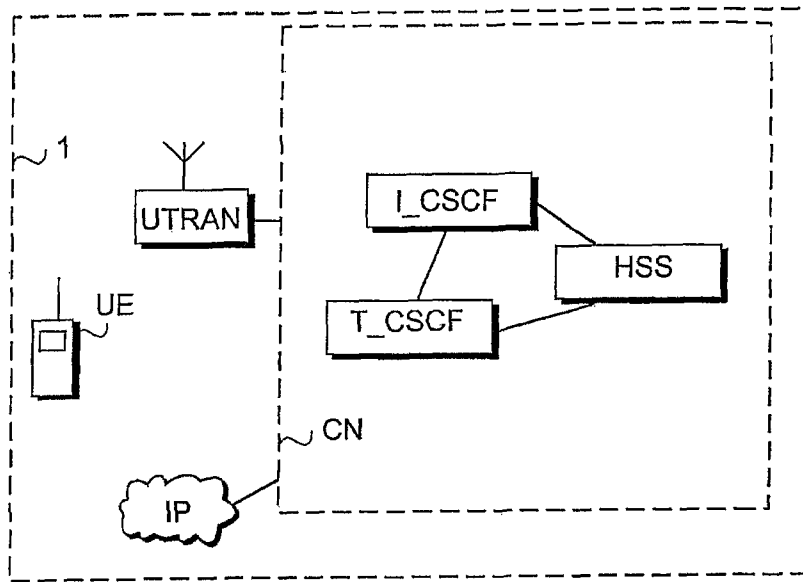 1
UTRAN
I_CSCF
HSS
UE
T_CSCF
CN
IP